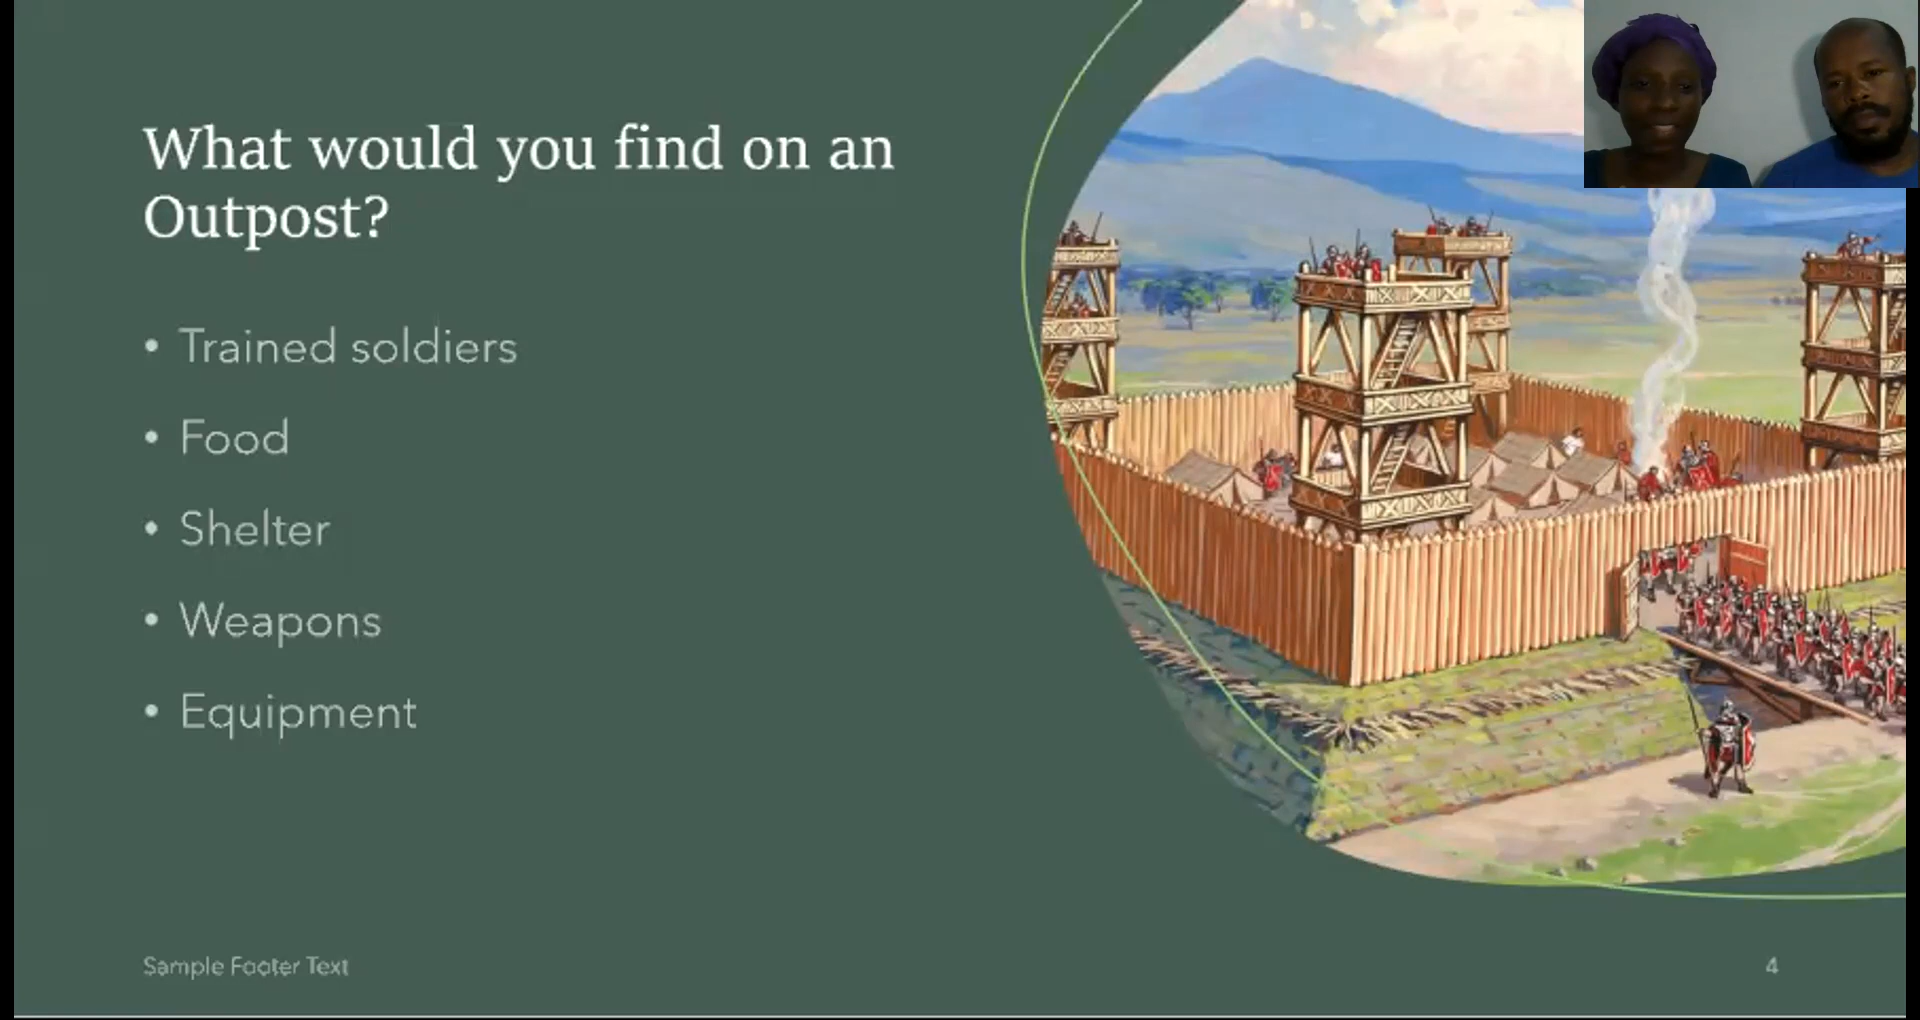 What would you find on an
Outpost?
• Trained soldiers
• Food
• Shelter
• Weapons
• Equipment
Sample Footer Text
4